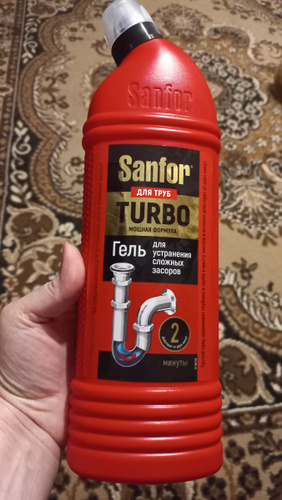 Sanfor
Sanfor
ДЛЯ ТРУБ
TURBO
МОЩНАЯ ФОРМУЛА
Гель
для
устранения
сложных
засоров
2
минуты